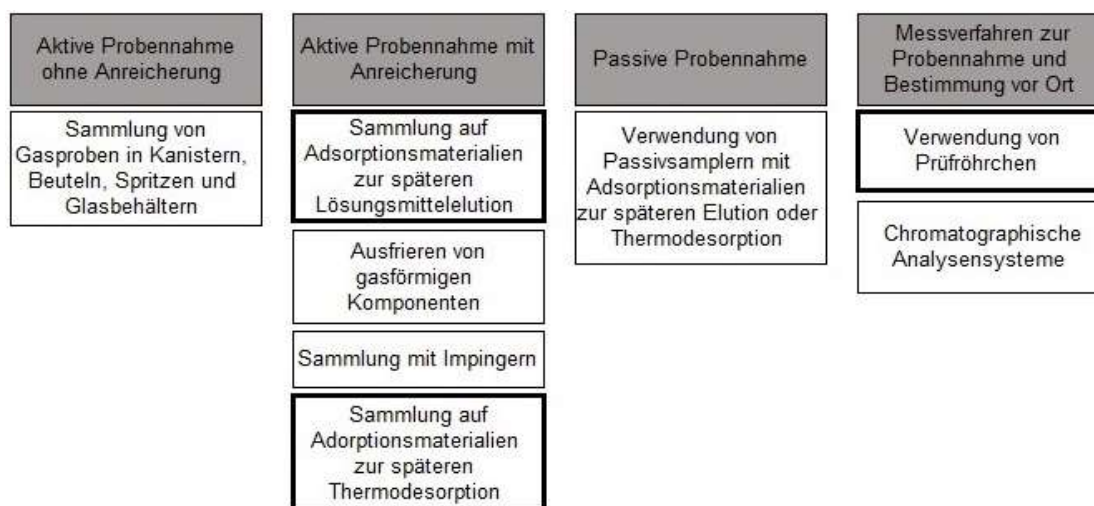 Aktive Probennahme
ohne Anreicherung
Sammlung von
Gasproben in Kanistern,
Beuteln, Spritzen und
Glasbehältern
Aktive Probennahme mit
Anreicherung
Sammlung auf
Adsorptionsmaterialien
zur späteren
Lösungsmittelelution
Ausfrieren von
gasförmigen
Komponenten
Sammlung mit Impingern
Sammlung auf
Adorptionsmaterialien
zur späteren
Thermodesorption
Passive Probennahme
Verwendung von
Passivsamplern mit
Adsorptionsmaterialien
zur späteren Elution oder
Thermodesorption
Messverfahren zur
Probennahme und
Bestimmung vor Ort
Verwendung von
Prüfröhrchen
Chromatographische
Analysensysteme